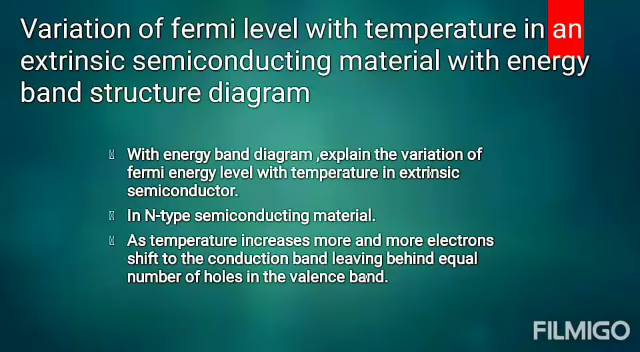 Variation of fermi level with temperature in an
extrinsic semiconducting material with energy
band structure diagram
With energy band diagram ,explain the variation of
fermi energy level with temperature in extrinsic
semiconductor.
In N-type semiconducting material.
As temperature increases more and more electrons
shift to the conduction band leaving behind equal
number of holes in the valence band.
FILMIGO